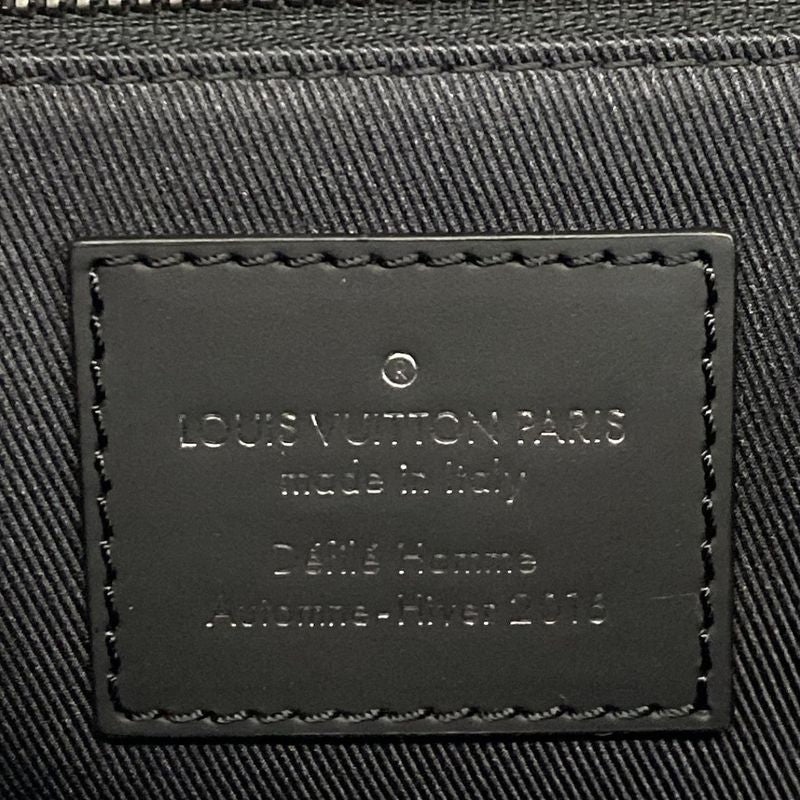 ®
LOUIS VUITTON PARIS
made in Italy
Défilé Homme
Automne-Hiver 2016